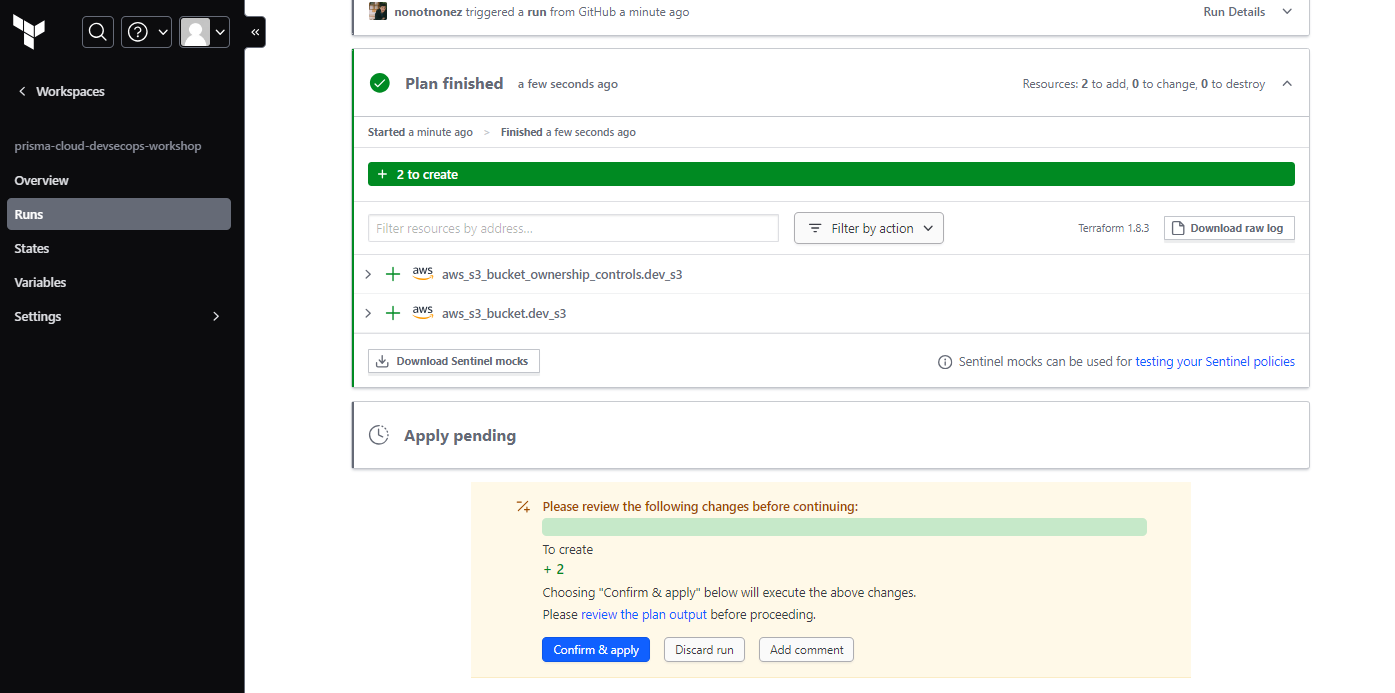 nonotnonez triggered a run from GitHub a minute ago
Run Details
«
Workspaces
Plan finished a few seconds ago
Resources: 2 to add, 0 to change, 0 to destroy
Started a minute ago > Finished a few seconds ago
prisma-cloud-devsecops-workshop
Overview
Runs
States
Variables
Settings
+ 2 to create
Filter resources by address...
Filter by action
Terraform 1.8.3
Download raw log
aws aws_s3_bucket_ownership_controls.dev_s3
aws aws_s3_bucket.dev_s3
Download Sentinel mocks
Sentinel mocks can be used for testing your Sentinel policies
Apply pending
Please review the following changes before continuing:
To create
+ 2
Choosing "Confirm & apply" below will execute the above changes.
Please review the plan output before proceeding.
Confirm & apply
Discard run
Add comment